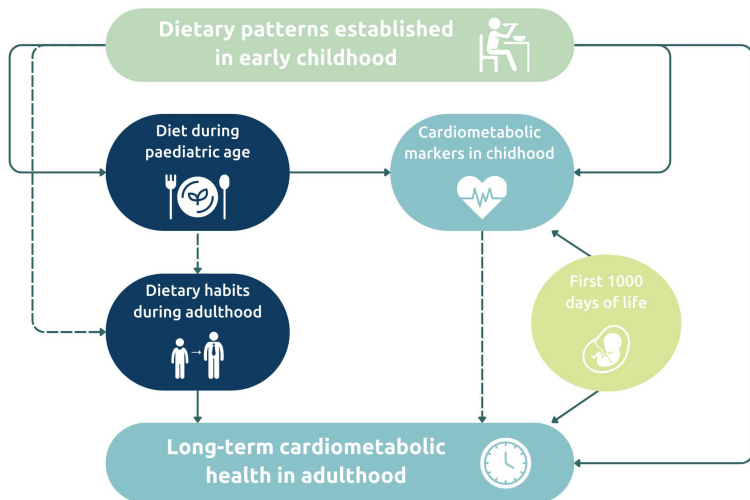 Dietary patterns established
in early childhood
Diet during
paediatric age
Cardiometabolic
markers in chidhood
Dietary habits
during adulthood
First 1000
days of life
Long-term cardiometabolic
health in adulthood